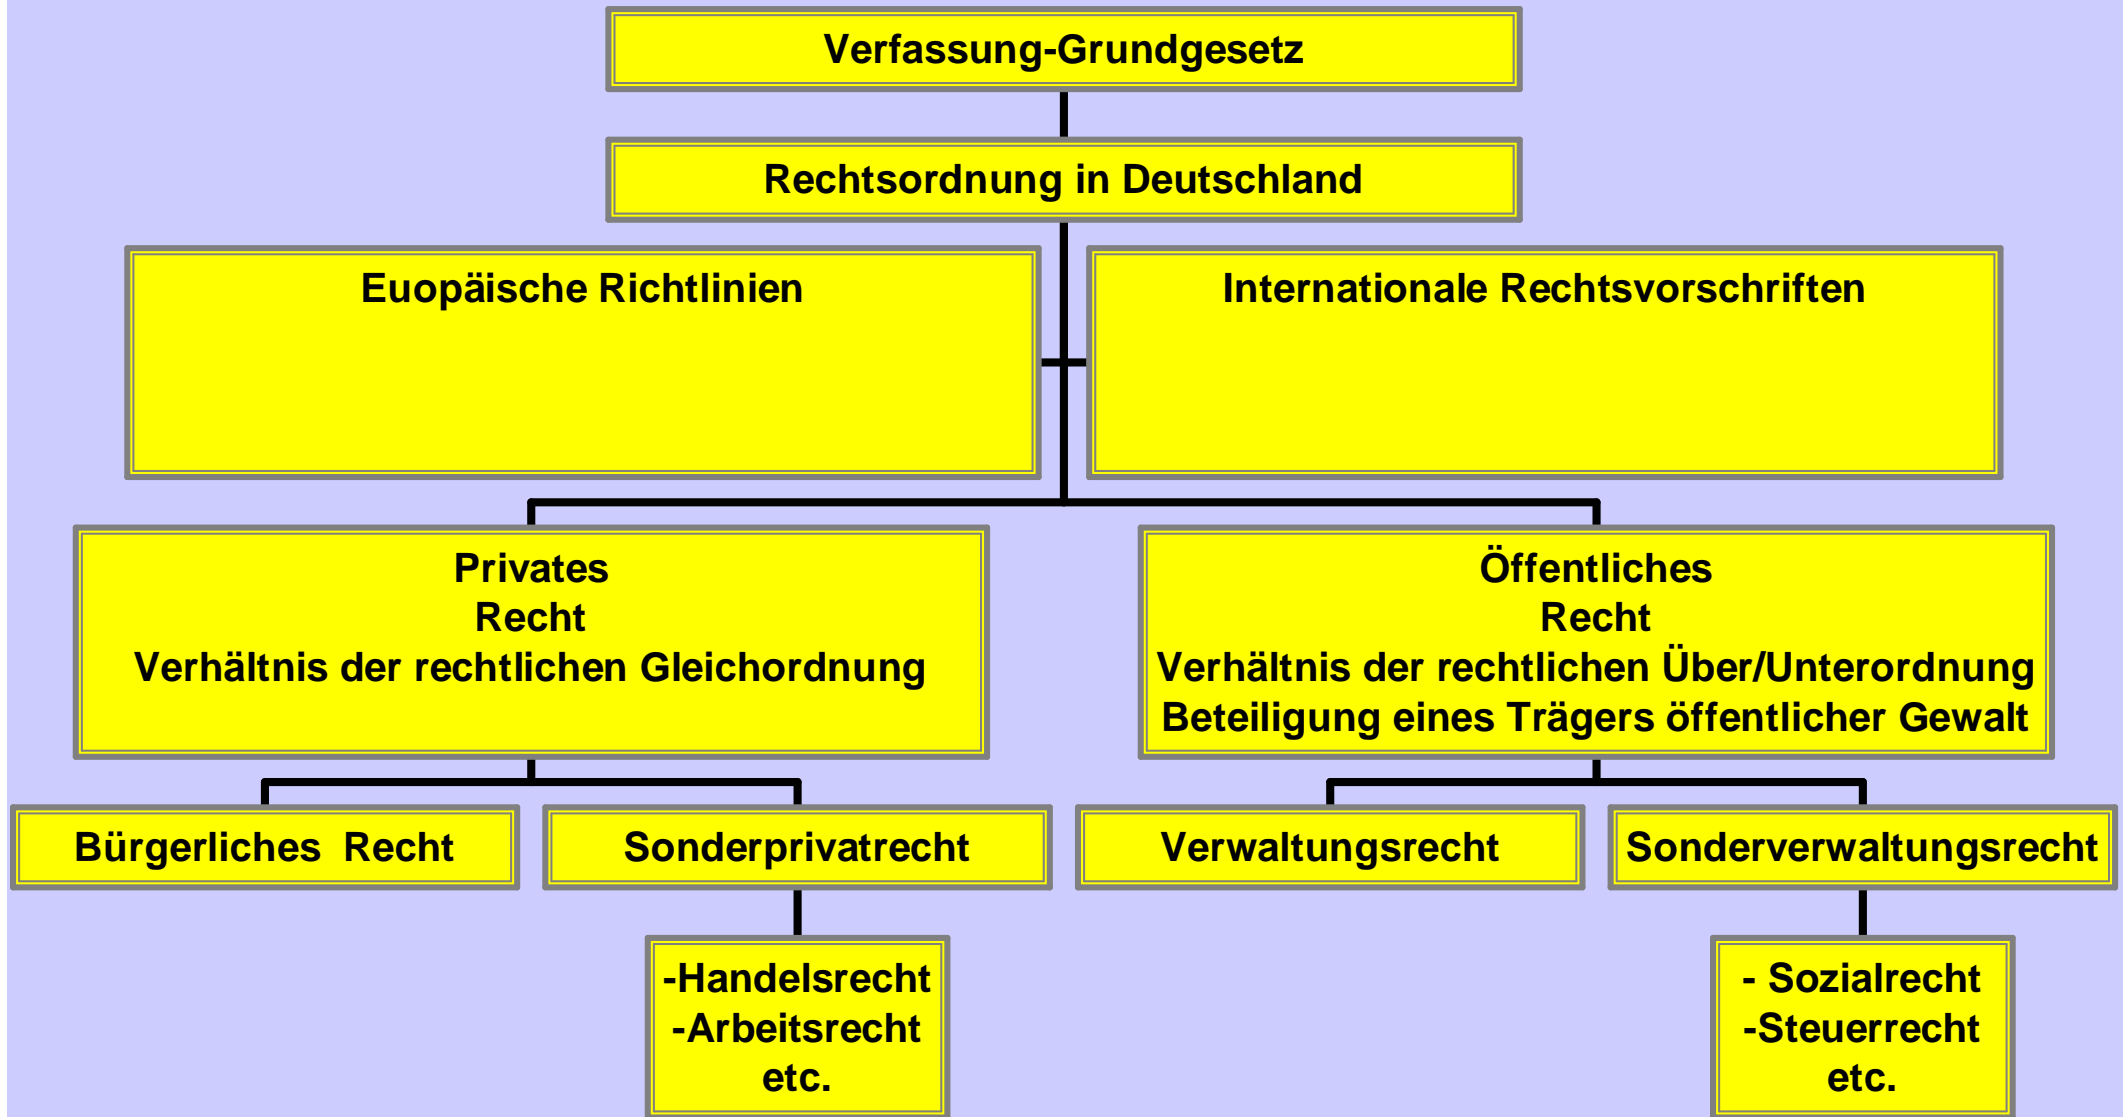 Verfassung-Grundgesetz
Rechtsordnung in Deutschland
Euopäische Richtlinien
Internationale Rechtsvorschriften
Privates
Recht
Verhältnis der rechtlichen Gleichordnung
Öffentliches
Recht
Verhältnis der rechtlichen Über/Unterordnung
Beteiligung eines Trägers öffentlicher Gewalt
Bürgerliches  Recht
Sonderprivatrecht
Verwaltungsrecht
Sonderverwaltungsrecht
-Handelsrecht
-Arbeitsrecht
etc.
- Sozialrecht
-Steuerrecht
etc.